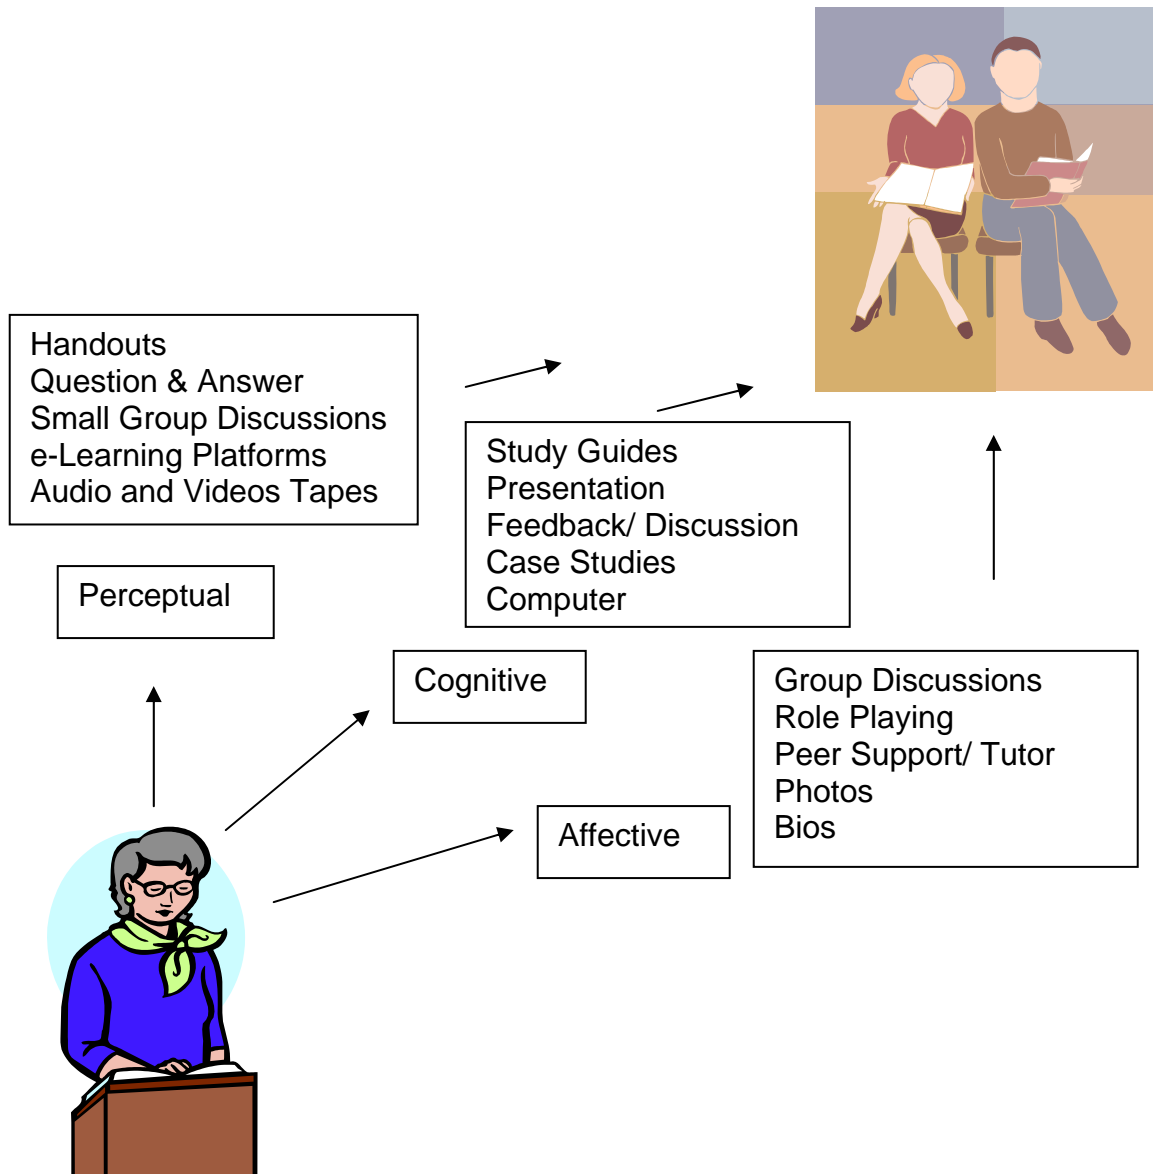 Handouts
Question & Answer
Small Group Discussions
e-Learning Platforms
Audio and Videos Tapes
Study Guides
Presentation
Feedback/ Discussion
Case Studies
Computer
Perceptual
Cognitive
Group Discussions
Role Playing
Peer Support/ Tutor
Photos
Bios
Affective